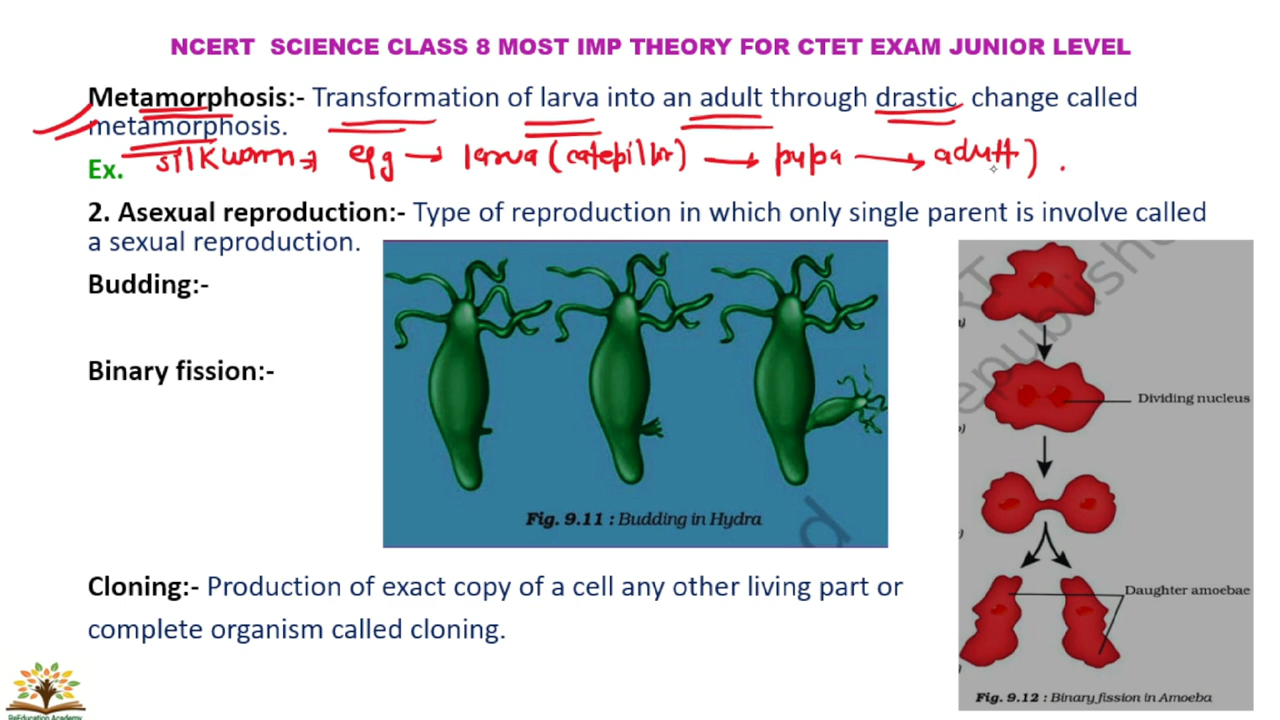 NCERT SCIENCE CLASS 8 MOST IMP THEORY FOR CTET EXAM JUNIOR LEVEL
Metamorphosis:- Transformation of larva into an adult through drastic change called
metamorphosis.
Ex. silkworm → egg → larva (catepillar) → pupa → adult) .
2. Asexual reproduction:- Type of reproduction in which only single parent is involve called
a sexual reproduction.
Budding:-
Binary fission:-
Fig. 9.11 : Budding in Hydra
Cloning:- Production of exact copy of a cell any other living part or
complete organism called cloning.
Dividing nucleus
Daughter amoebae
Fig. 9.12 : Binary fission in Amoeba